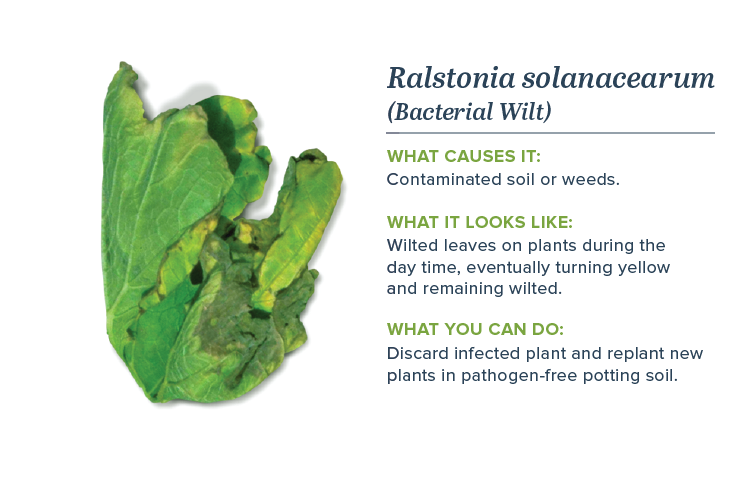 Ralstonia solanacearum
(Bacterial Wilt)
WHAT CAUSES IT:
Contaminated soil or weeds.
WHAT IT LOOKS LIKE:
Wilted leaves on plants during the
day time, eventually turning yellow
and remaining wilted.
WHAT YOU CAN DO:
Discard infected plant and replant new
plants in pathogen-free potting soil.